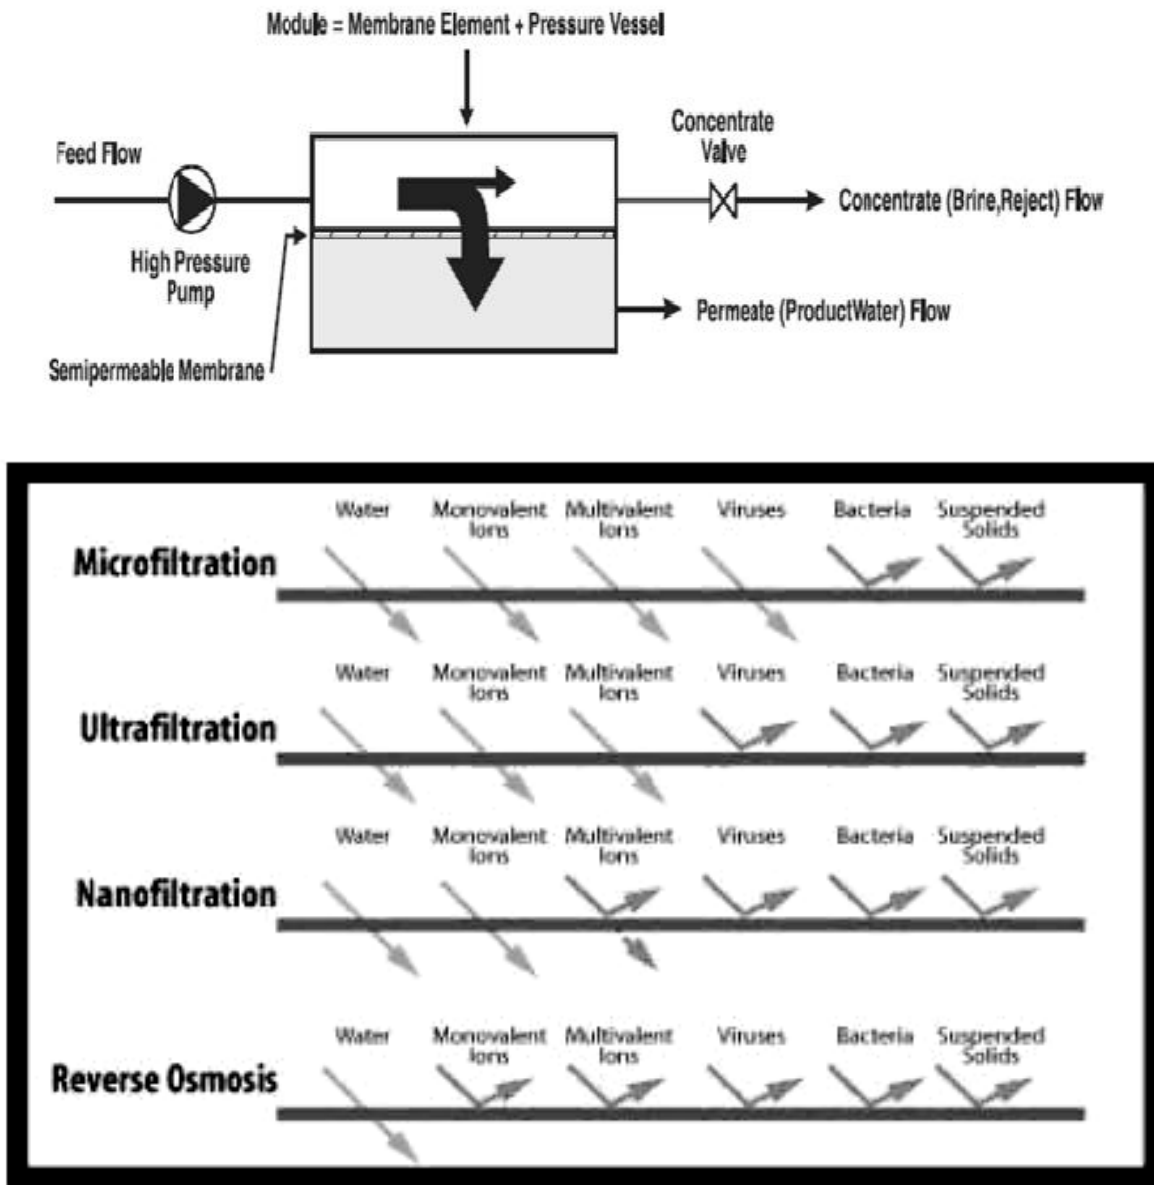 Module = Membrane Element + Pressure Vessel
Feed Flow
High Pressure
Pump
Semipermeable Membrane
Concentrate
Valve
Concentrate (Brine,Reject) Flow
Permeate (ProductWater) Flow
Microfiltration
Water
Monovalent
Ions
Multivalent
Ions
Viruses
Bacteria
Suspended
Solids
Ultrafiltration
Water
Monovalent
Ions
Multivalent
Ions
Viruses
Bacteria
Suspended
Solids
Nanofiltration
Water
Monovalent
Ions
Multivalent
Ions
Viruses
Bacteria
Suspended
Solids
Reverse Osmosis
Water
Monovalent
Ions
Multivalent
Ions
Viruses
Bacteria
Suspended
Solids